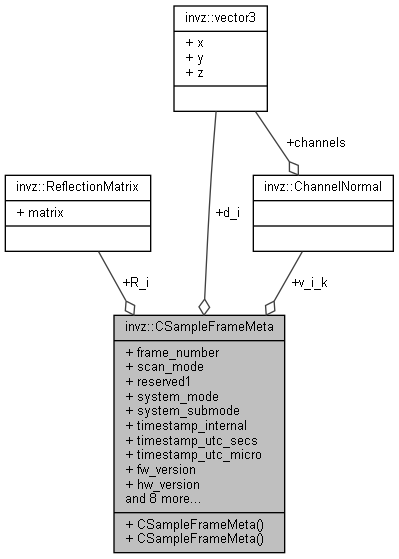 invz::vector3
+ x
+ y
+ z
+channels
invz::ReflectionMatrix
+ matrix
invz::ChannelNormal
+d_i
+R_i
+v_i_k
invz::CSampleFrameMeta
+ frame_number
+ scan_mode
+ reserved1
+ system_mode
+ system_submode
+ timestamp_internal
+ timestamp_utc_secs
+ timestamp_utc_micro
+ fw_version
+ hw_version
and 8 more...
+ CSampleFrameMeta()
+ CSampleFrameMeta()